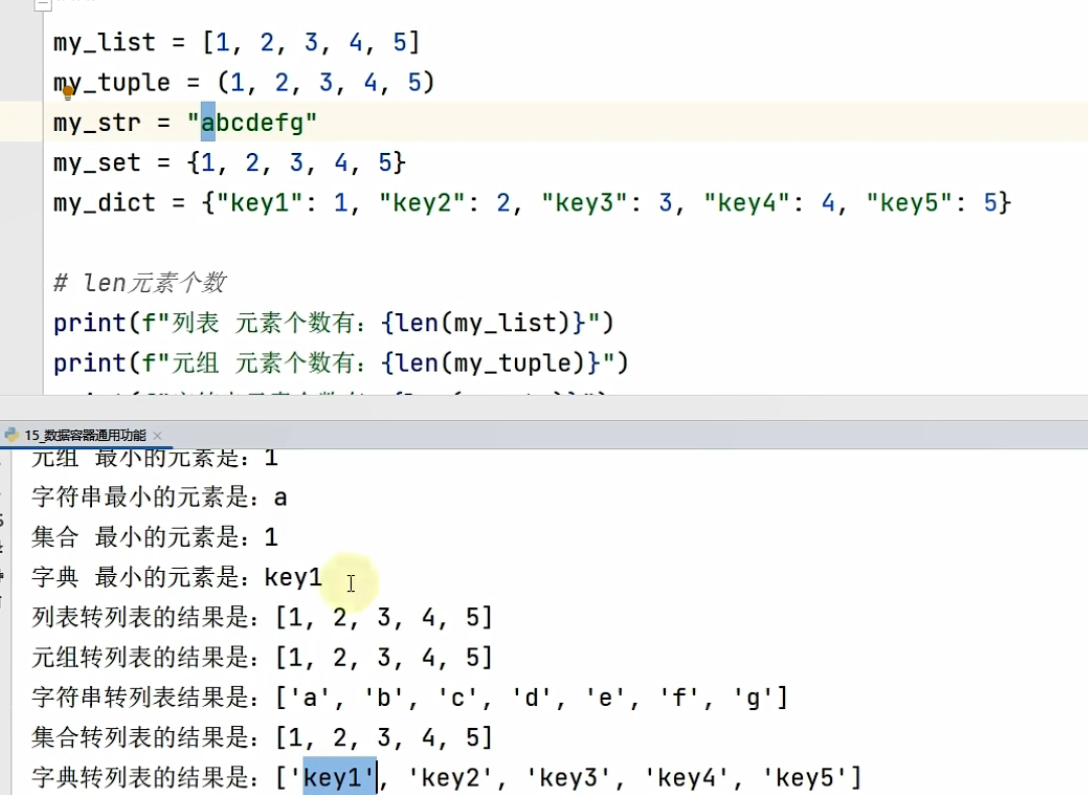 my_list = [1, 2, 3, 4, 5]
my_tuple = (1, 2, 3, 4, 5)
my_str = "abcdefg"
my_set = {1, 2, 3, 4, 5}
my_dict = {"key1": 1, "key2": 2, "key3": 3, "key4": 4, "key5": 5}
# len元素个数
print(f"列表 元素个数有：{len(my_list)}")
print(f"元组 元素个数有：{len(my_tuple)}")
15_数据容器通用功能
元组 最小的元素是：1
字符串最小的元素是：a
集合 最小的元素是：1
字典 最小的元素是：key1
列表转列表的结果是：[1, 2, 3, 4, 5]
元组转列表的结果是：[1, 2, 3, 4, 5]
字符串转列表结果是：['a', 'b', 'c', 'd', 'e', 'f', 'g']
集合转列表的结果是：[1, 2, 3, 4, 5]
字典转列表的结果是：['key1', 'key2', 'key3', 'key4', 'key5']